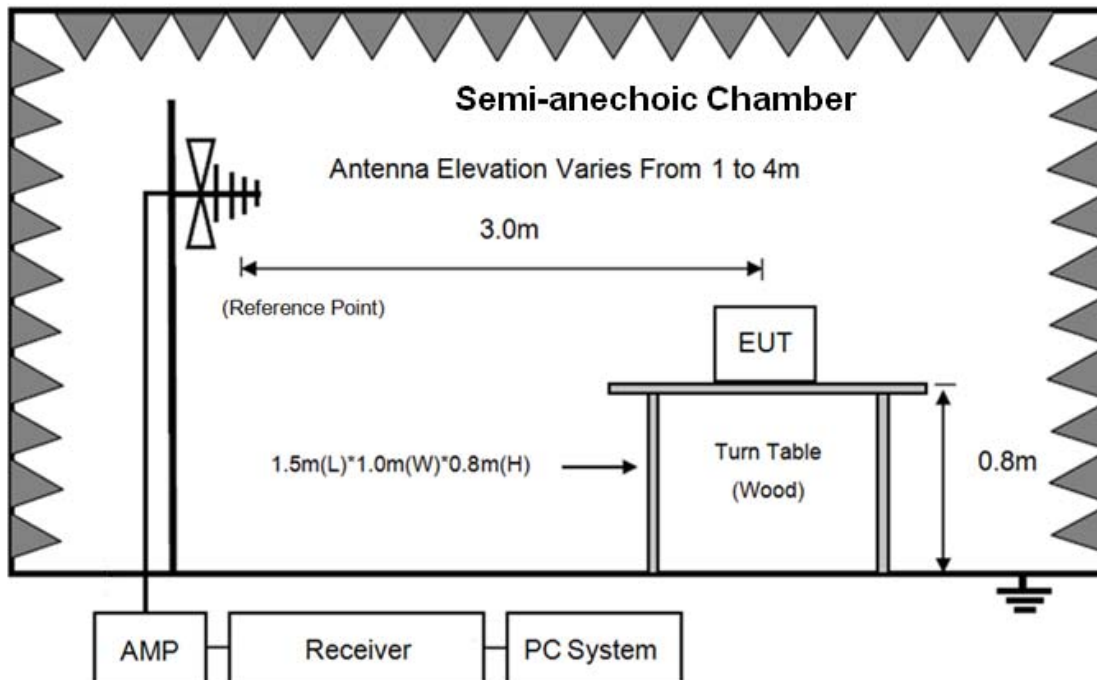 Semi-anechoic Chamber
Antenna Elevation Varies From 1 to 4m
3.0m
(Reference Point)
EUT
1.5m(L)*1.0m(W)*0.8m(H)
Turn Table
(Wood)
0.8m
AMP
Receiver
PC System